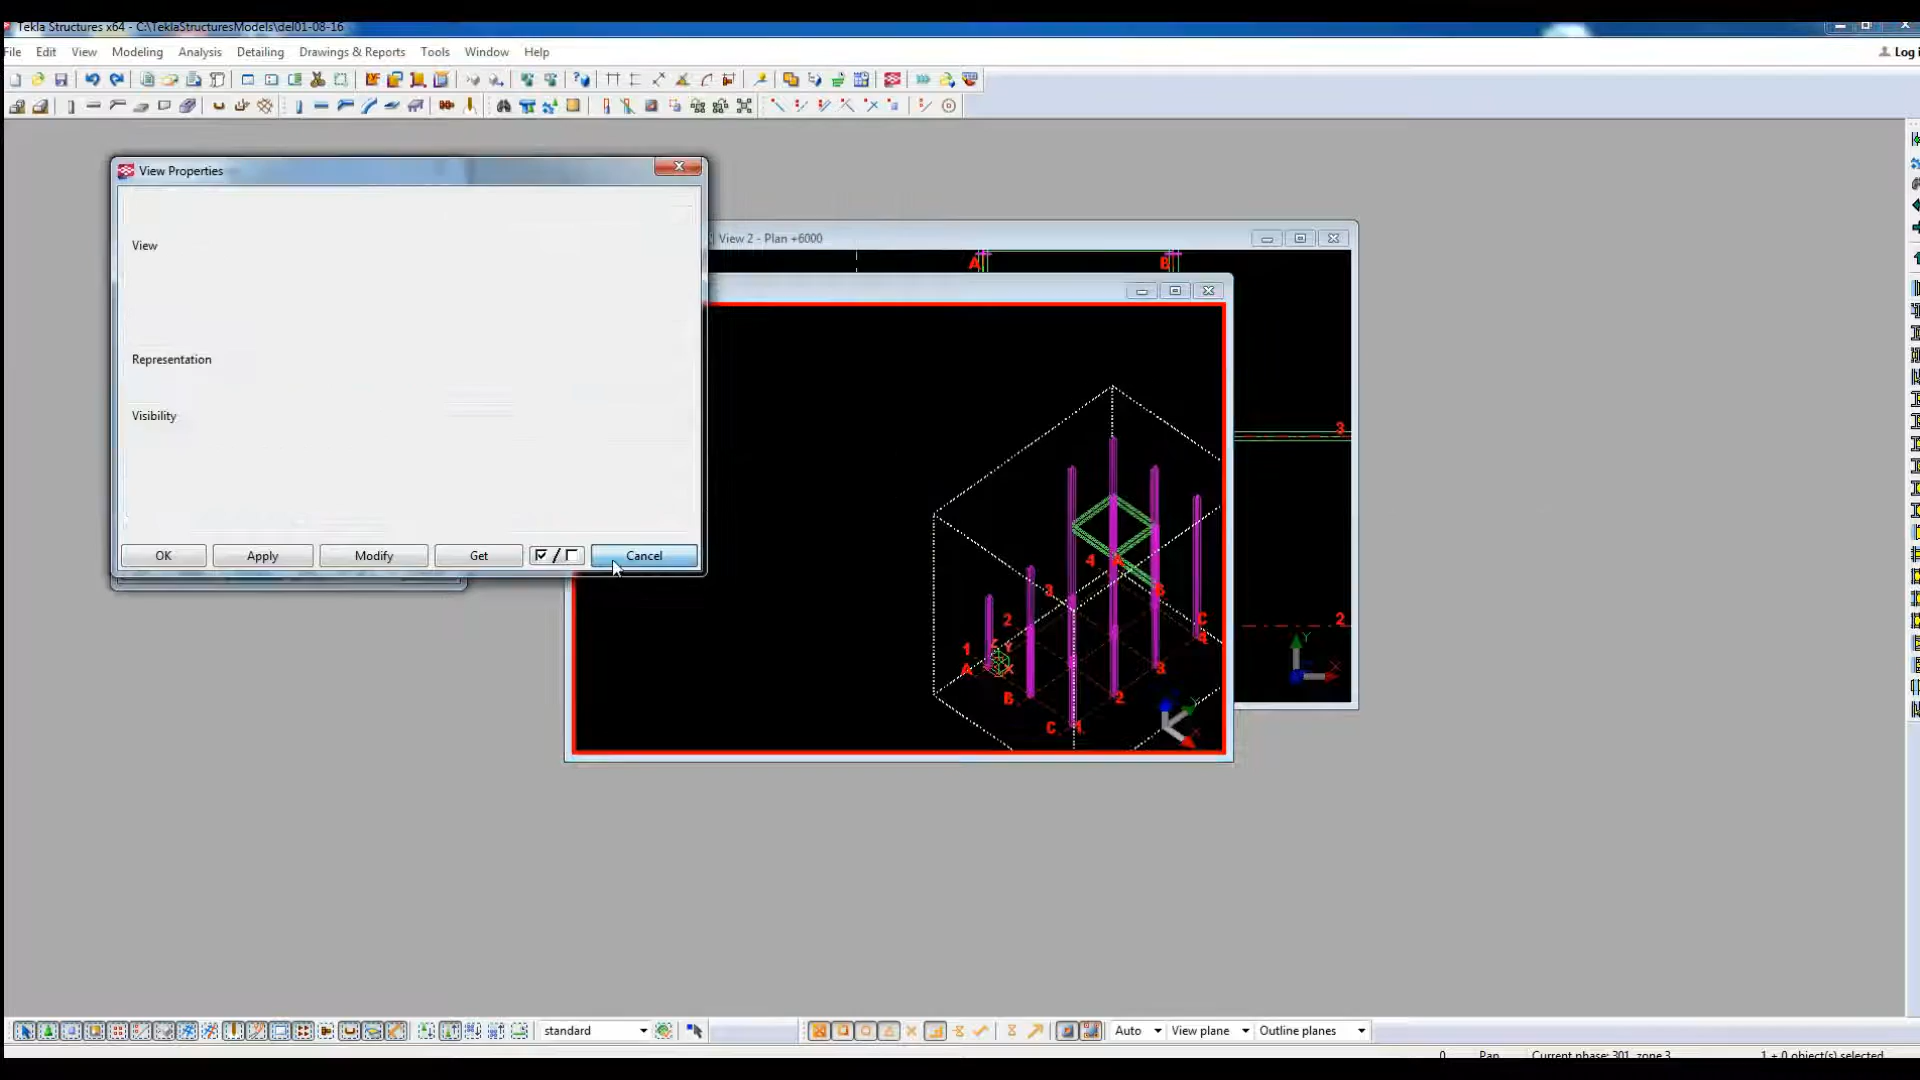 Tekla Structures x64 - C:\TeklaStructuresModels\del01-08-16
File Edit View Modeling Analysis Detailing Drawings & Reports Tools Window Help
Log i
View Properties
View
Representation
Visibility
OK Apply Modify Get / Cancel
View 2 - Plan +6000
A B
3
2
4 A
3 B
2 C
1 4
A
B 3
C 1 2
Y
X
standard
Auto View plane Outline planes
0 Pan Current phase: 301, zone 3 1 + 0 object(s) selected